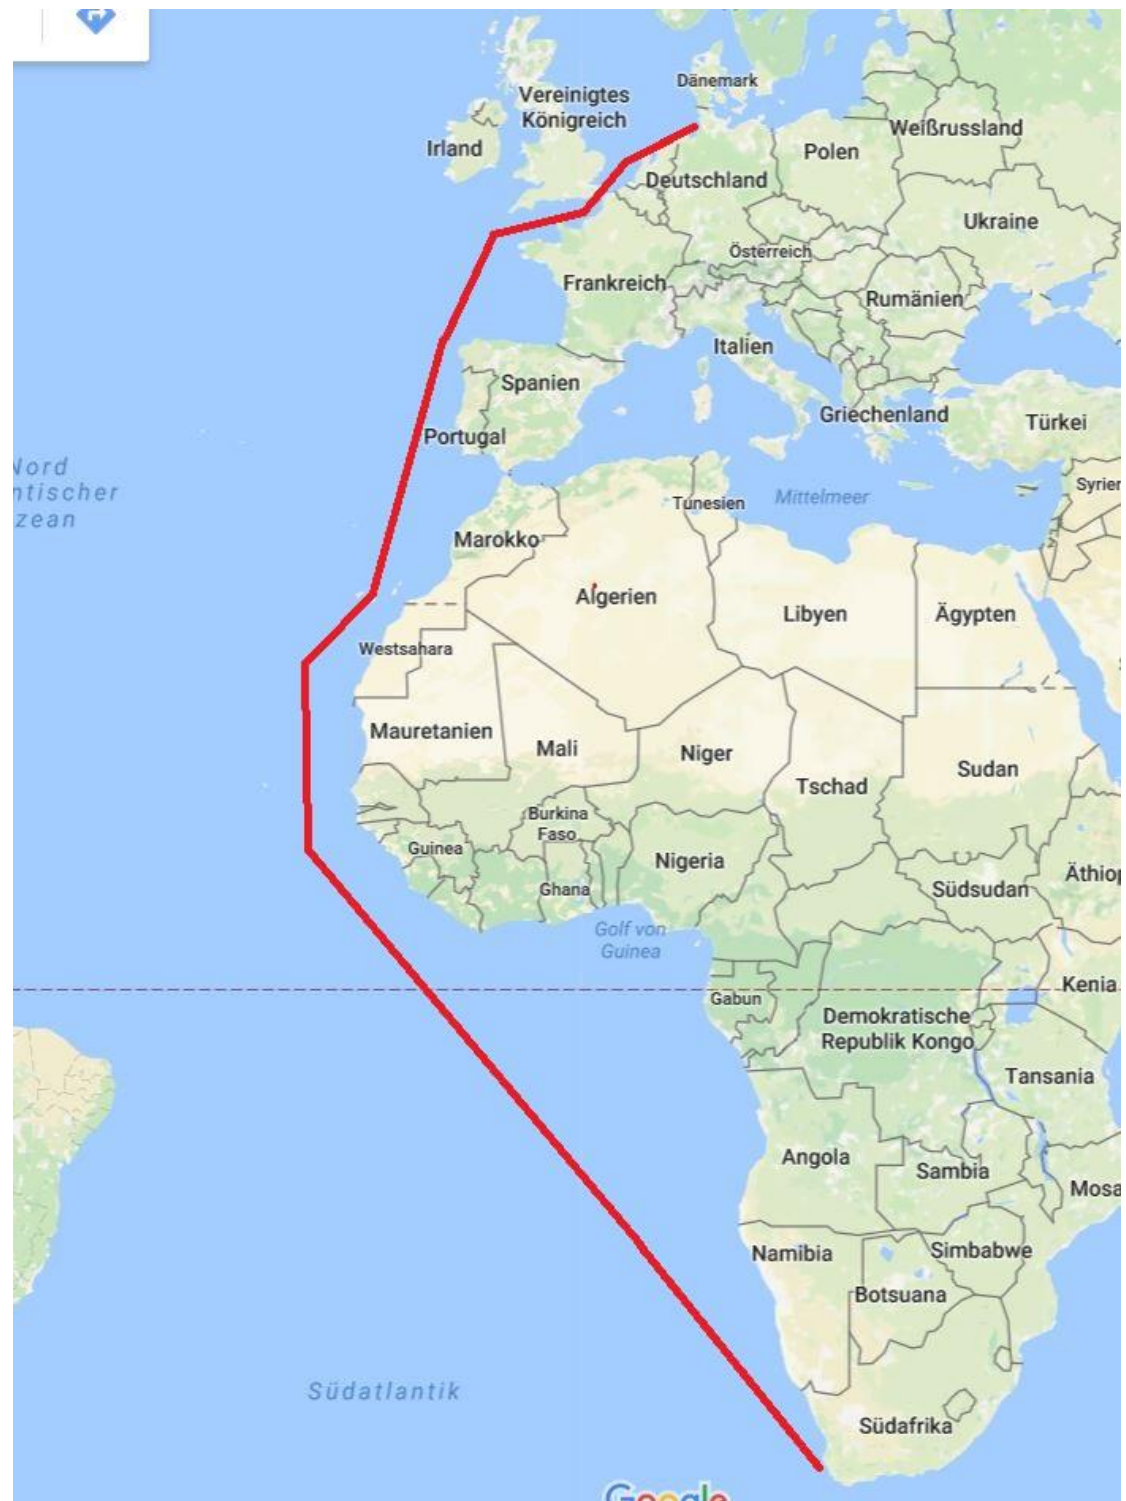 Dänemark
Vereinigtes
Königreich
Weißrussland
Irland
Polen
Deutschland
Ukraine
Österreich
Frankreich
Rumänien
Italien
Spanien
Griechenland
Türkei
Portugal
Nord
ntischer
zean
Syrien
Tunesien
Mittelmeer
Marokko
Algerien
Libyen
Ägypten
Westsahara
Mauretanien
Mali
Niger
Sudan
Tschad
Burkina
Faso
Guinea
Nigeria
Äthiop
Ghana
Südsudan
Golf von
Guinea
Kenia
Gabun
Demokratische
Republik Kongo
Tansania
Angola
Sambia
Mosa
Namibia
Simbabwe
Botsuana
Südatlantik
Südafrika
Google